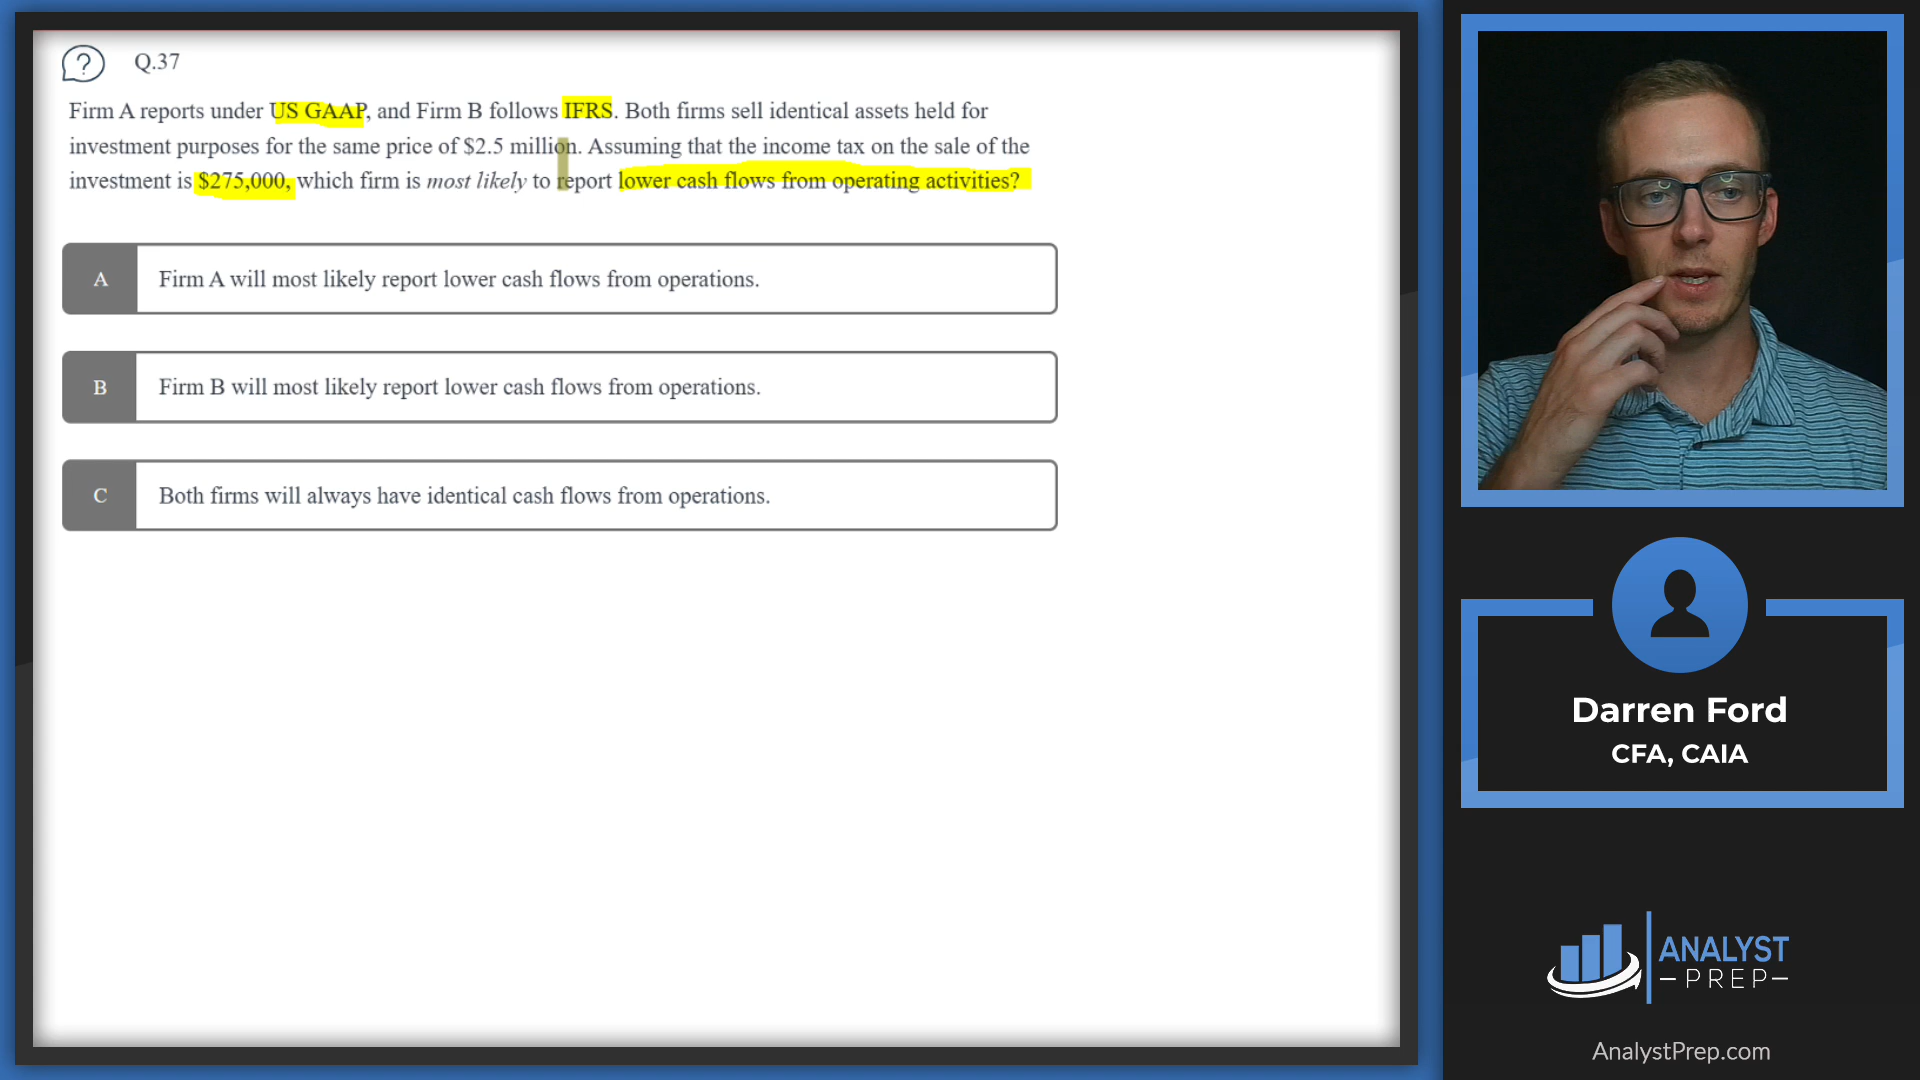 ?
Q.37
Firm A reports under US GAAP, and Firm B follows IFRS. Both firms sell identical assets held for
investment purposes for the same price of $2.5 million. Assuming that the income tax on the sale of the
investment is $275,000, which firm is most likely to report lower cash flows from operating activities?
A
Firm A will most likely report lower cash flows from operations.
B
Firm B will most likely report lower cash flows from operations.
C
Both firms will always have identical cash flows from operations.
Darren Ford
CFA, CAIA
ANALYST
PREP
AnalystPrep.com